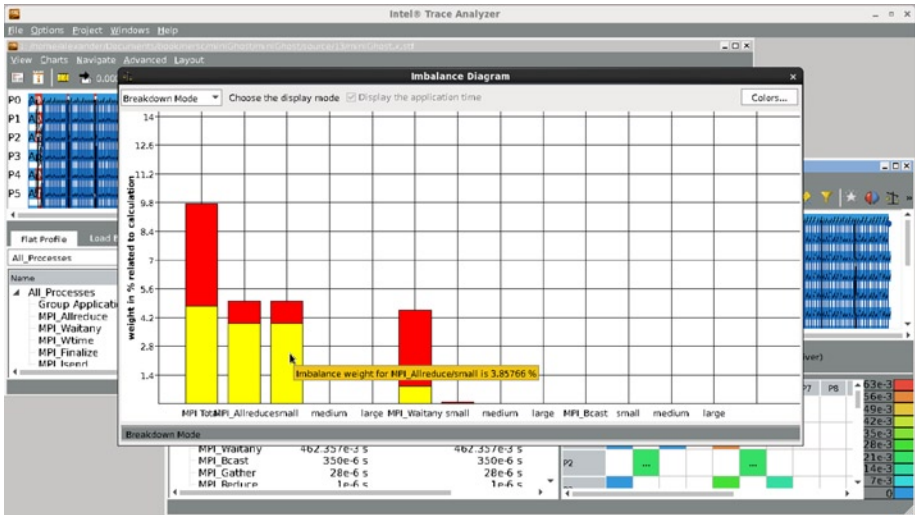 Intel® Trace Analyzer
File Options Project Windows Help
View Charts Navigate Advanced Layout
Imbalance Diagram
Breakdown Mode Choose the display mode Display the application time Colors...
P0
P1
P2
P3
P4
P5
14
12.6
11.2
9.8
8.4
7
5.6
4.2
2.8
1.4
weight in % related to calculation
Imbalance weight for MPI_Allreduce/small is 3.85766 %
MPI Total MPI_Allreduce small medium large MPI_Waitany small medium large MPI_Bcast small medium large
Breakdown Mode
Flat Profile Load
All_Processes
Name
All_Processes
Group Applicati
MPI_Allreduce
MPI_Waitany
MPI_Wtime
MPI_Finalize
MPI_Isend
MPI_Waitany 462.357e-3 s 462.357e-3 s
MPI_Bcast 350e-6 s 350e-6 s
MPI_Gather 28e-6 s 28e-6 s
MPI_Reduce 1e-6 s 1e-6 s
P2
...
...
P7 P8
63e-3
56e-3
49e-3
42e-3
35e-3
28e-3
21e-3
14e-3
7e-3
0